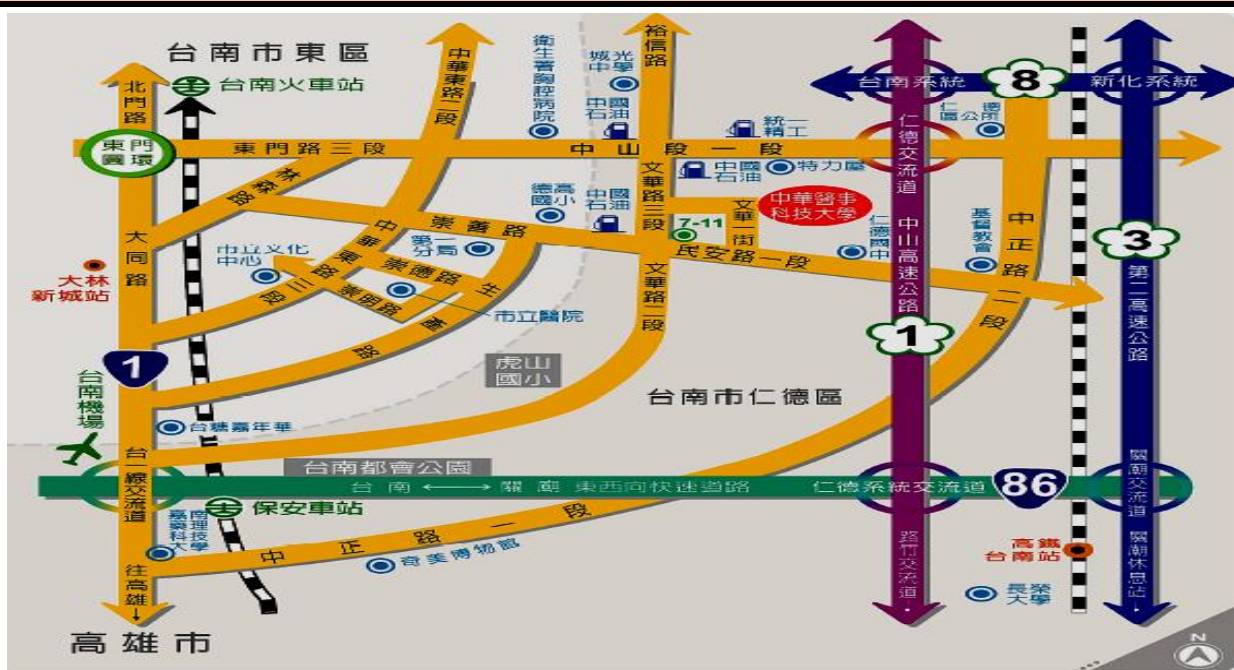 台南市東區
台南火車站
北門路
東門圓環
東門路三段
中華東路二段
衛生署胸腔病院
城光中學
中國石油
裕信路
統一精工
中山路一段
中國石油
特力屋
台南系統
8
新化系統
仁德區公所
仁德交流道
林森路
德高國小
中國石油
文華路三段
7-11
文華一街
中華醫事
科技大學
崇善路
第一分局
市立文化中心
中華東路三段
崇德路
崇明路
市立醫院
生產路
民安路一段
仁德國中
中山高速公路
基督教會
中正路二段
3
第二高速公路
大同路
大林
新城站
1
台南機場
台糖嘉年華
文華路二段
虎山
國小
台南市仁德區
1
台南都會公園
台南 ←→ 關廟 東西向快速道路
仁德系統交流道
86
關廟交流道
關廟休息站
台一線交流道
保安車站
嘉南藥理科技大學
中正路一段
奇美博物館
高鐵
台南站
長榮大學
路竹交流道
往高雄
高雄市
N